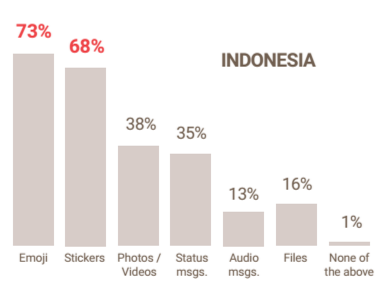 73%
68%
INDONESIA
38%
35%
13%
16%
1%
Emoji
Stickers
Photos /
Videos
Status
msgs.
Audio
msgs.
Files
None of
the above